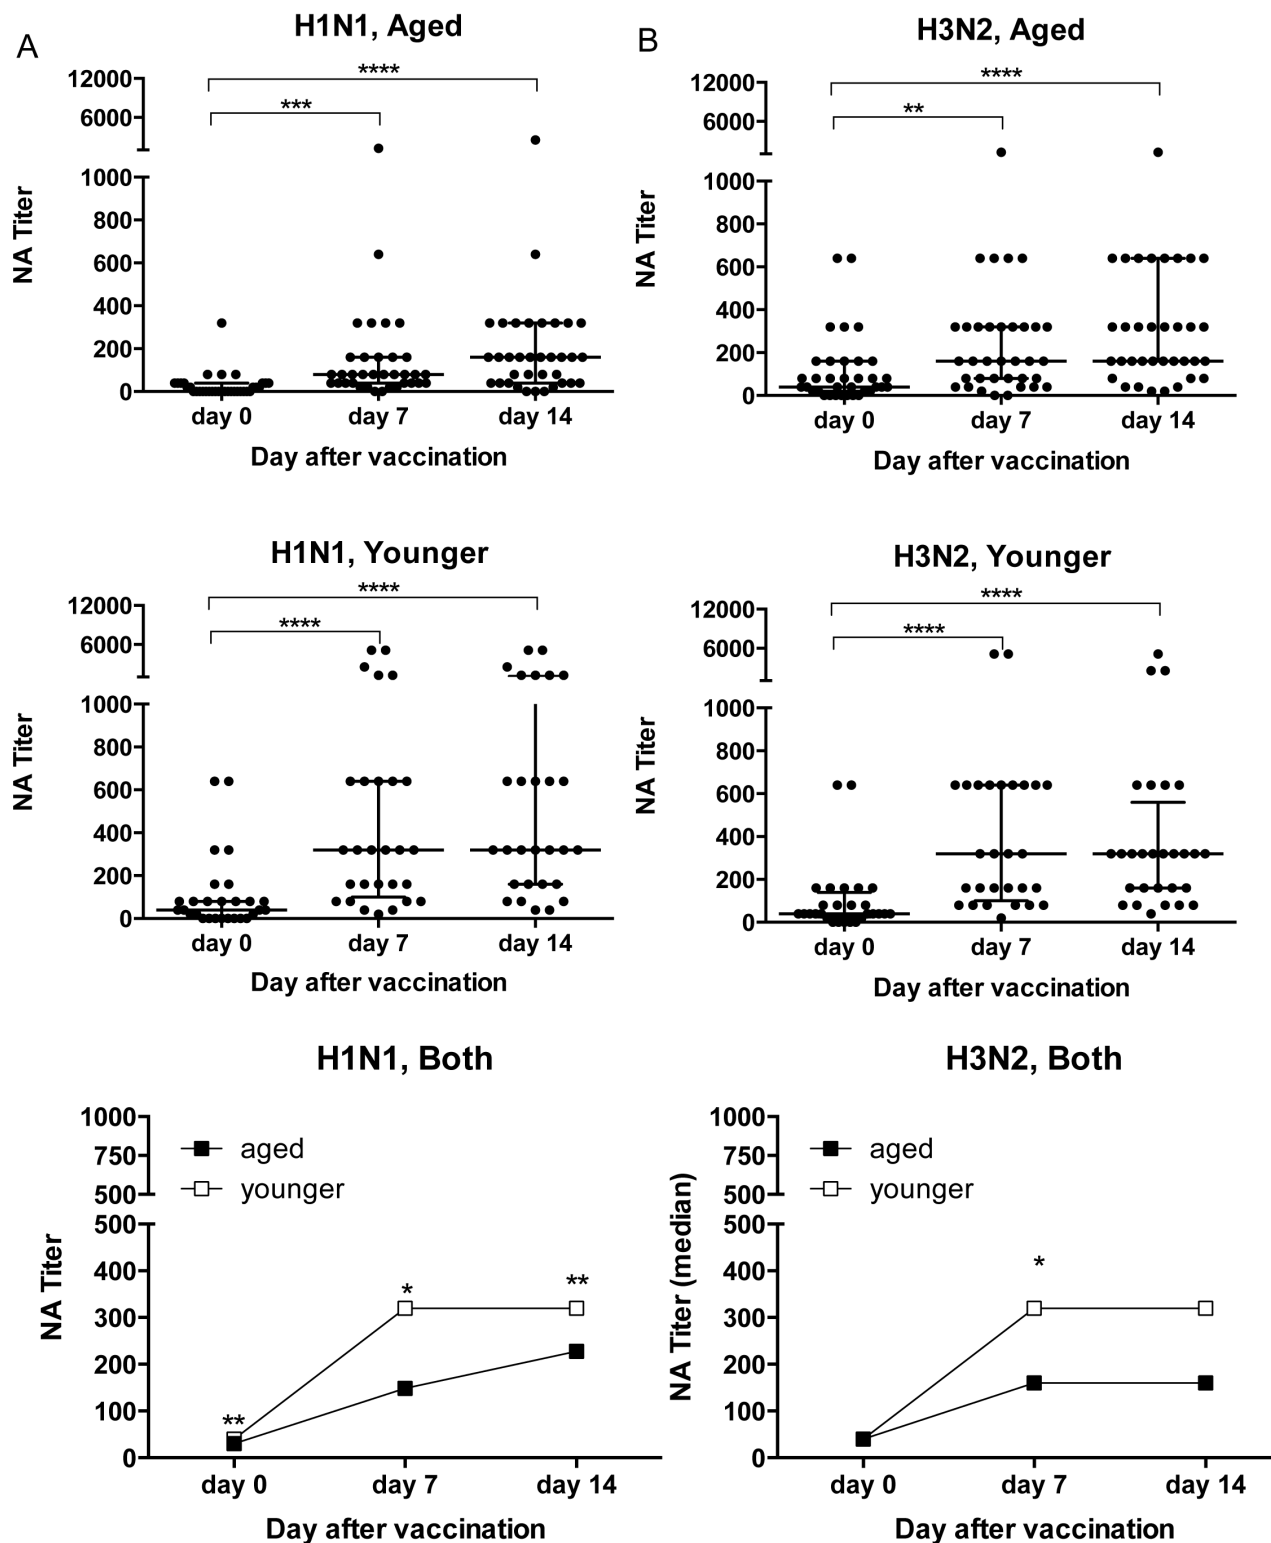 A
H1N1, Aged
NA Titer
12000
6000
1000
800
600
400
200
0
****
***
day 0 day 7 day 14
Day after vaccination
B
H3N2, Aged
NA Titer
12000
6000
1000
800
600
400
200
0
****
**
day 0 day 7 day 14
Day after vaccination
H1N1, Younger
NA Titer
12000
6000
1000
800
600
400
200
0
****
****
day 0 day 7 day 14
Day after vaccination
H3N2, Younger
NA Titer
12000
6000
1000
800
600
400
200
0
****
****
day 0 day 7 day 14
Day after vaccination
H1N1, Both
NA Titer
1000
750
500
500
400
300
200
100
0
aged
younger
**
*
**
day 0 day 7 day 14
Day after vaccination
H3N2, Both
NA Titer (median)
1000
750
500
500
400
300
200
100
0
aged
younger
*
day 0 day 7 day 14
Day after vaccination